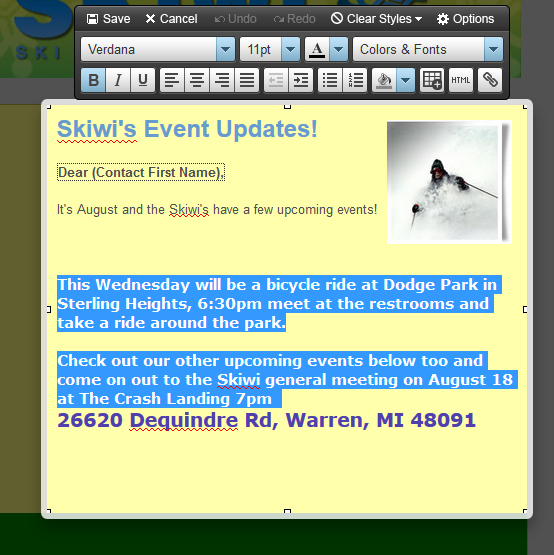 SKIWI
SKI
Save Cancel Undo Redo Clear Styles Options
Verdana 11pt A Colors & Fonts
B I U HTML
Skiwi's Event Updates!
Dear (Contact First Name),
It's August and the Skiwi's have a few upcoming events!
This Wednesday will be a bicycle ride at Dodge Park in
Sterling Heights, 6:30pm meet at the restrooms and
take a ride around the park.
Check out our other upcoming events below too and
come on out to the Skiwi general meeting on August 18
at The Crash Landing 7pm
26620 Dequindre Rd, Warren, MI 48091